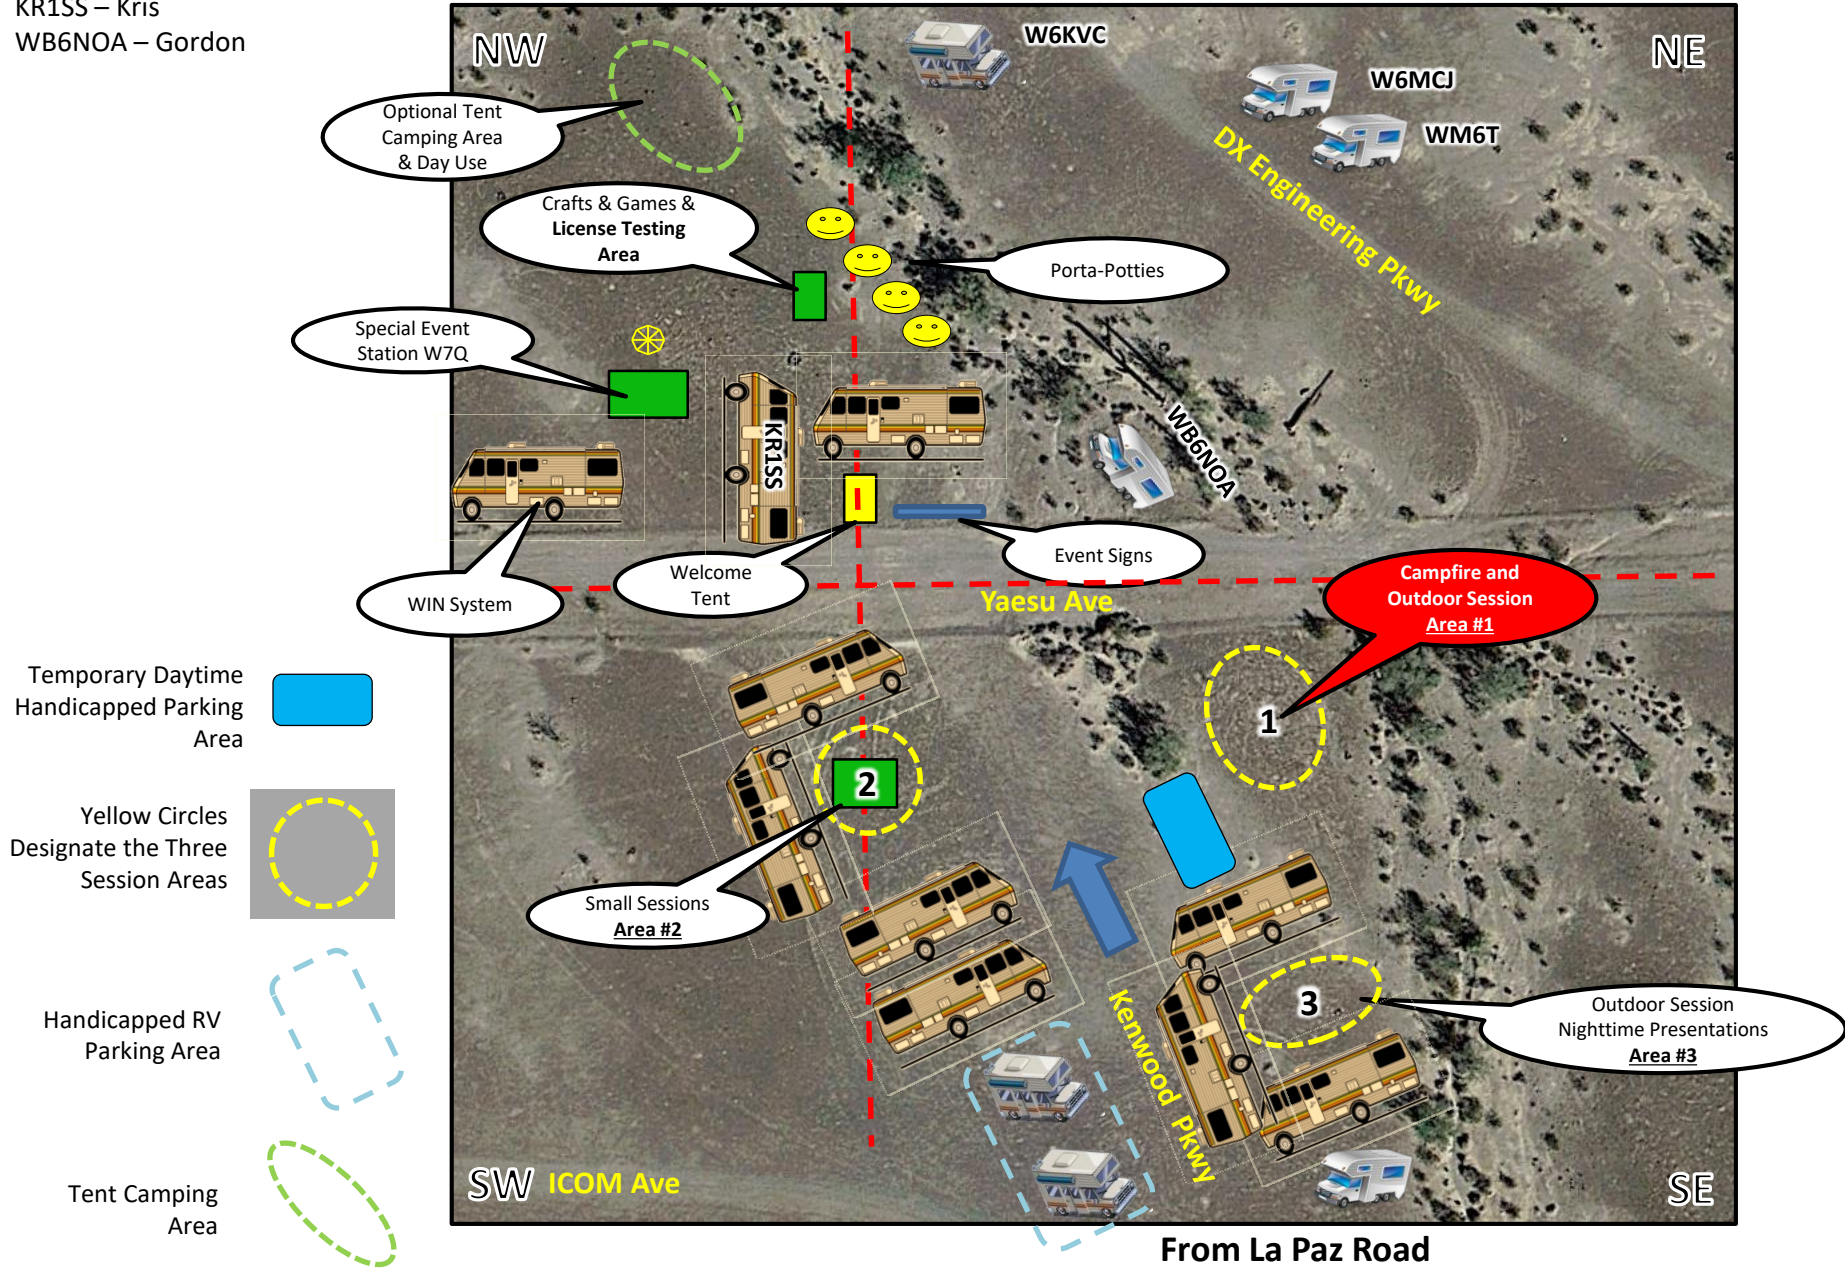 KR1SS – Kris
WB6NOA – Gordon
NW
NE
W6KVC
W6MCJ
WM6T
Optional Tent
Camping Area
& Day Use
DX Engineering Pkwy
Crafts & Games &
License Testing
Area
Porta-Potties
Special Event
Station W7Q
KR1SS
WB6NOA
WIN System
Welcome
Tent
Event Signs
Yaesu Ave
Campfire and
Outdoor Session
Area #1
1
2
Small Sessions
Area #2
3
Outdoor Session
Nighttime Presentations
Area #3
Kenwood Pkwy
SW
ICOM Ave
SE
From La Paz Road
Temporary Daytime
Handicapped Parking
Area
Yellow Circles
Designate the Three
Session Areas
Handicapped RV
Parking Area
Tent Camping
Area